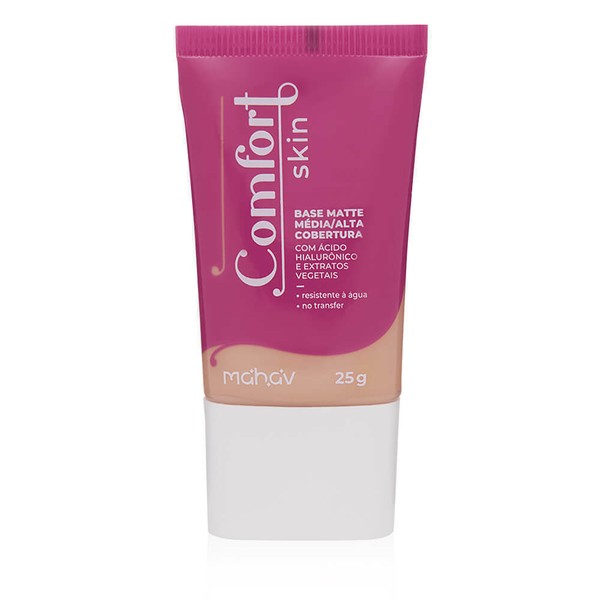 Comfort
skin
BASE MATTE
MÉDIA/ALTA
COBERTURA
COM ÁCIDO
HIALURÔNICO
E EXTRATOS
VEGETAIS
• resistente à água
• no transfer
mahav 25g